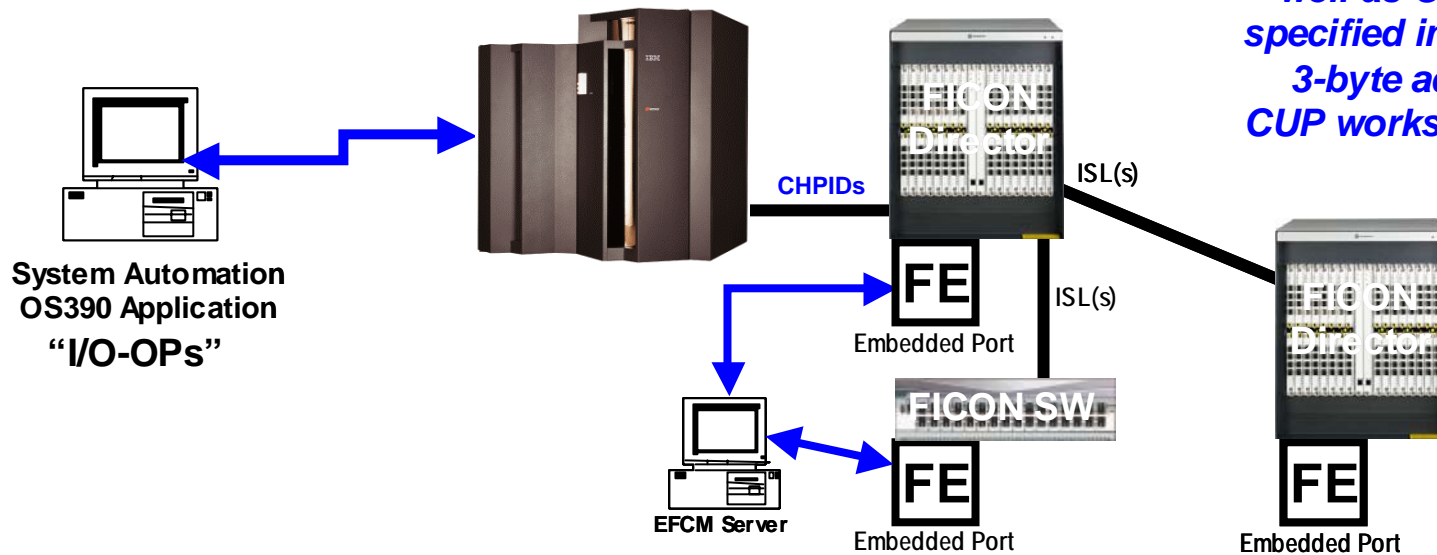 specified in
3-byte
CUP works
IBM
FICON
Director
ISL(s)
CHPIDs
System Automation
OS390 Application
“I/O-OPs”
FE
Embedded Port
ISL(s)
FICON SW
FE
Embedded Port
EFCM Server
FICON
Director
FE
Embedded Port